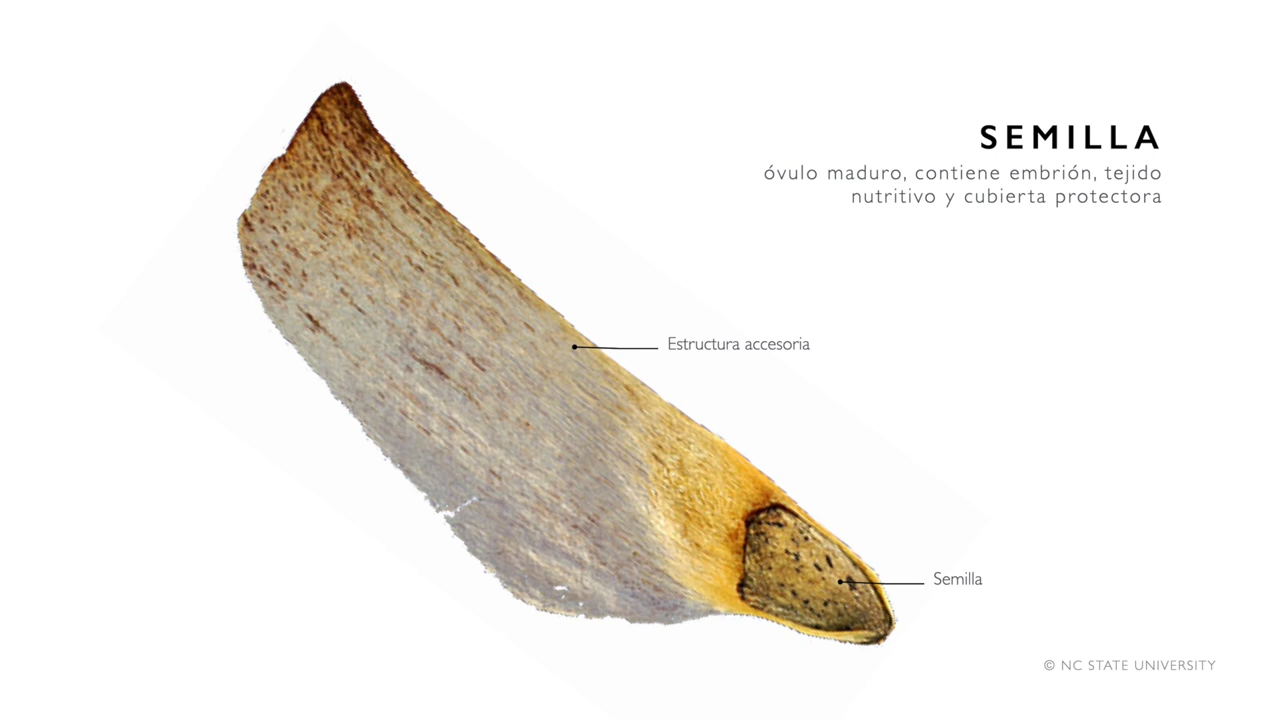 SEMILLA
óvulo maduro, contiene embrión, tejido
nutritivo y cubierta protectora
Estructura accesoria
Semilla
© NC STATE UNIVERSITY